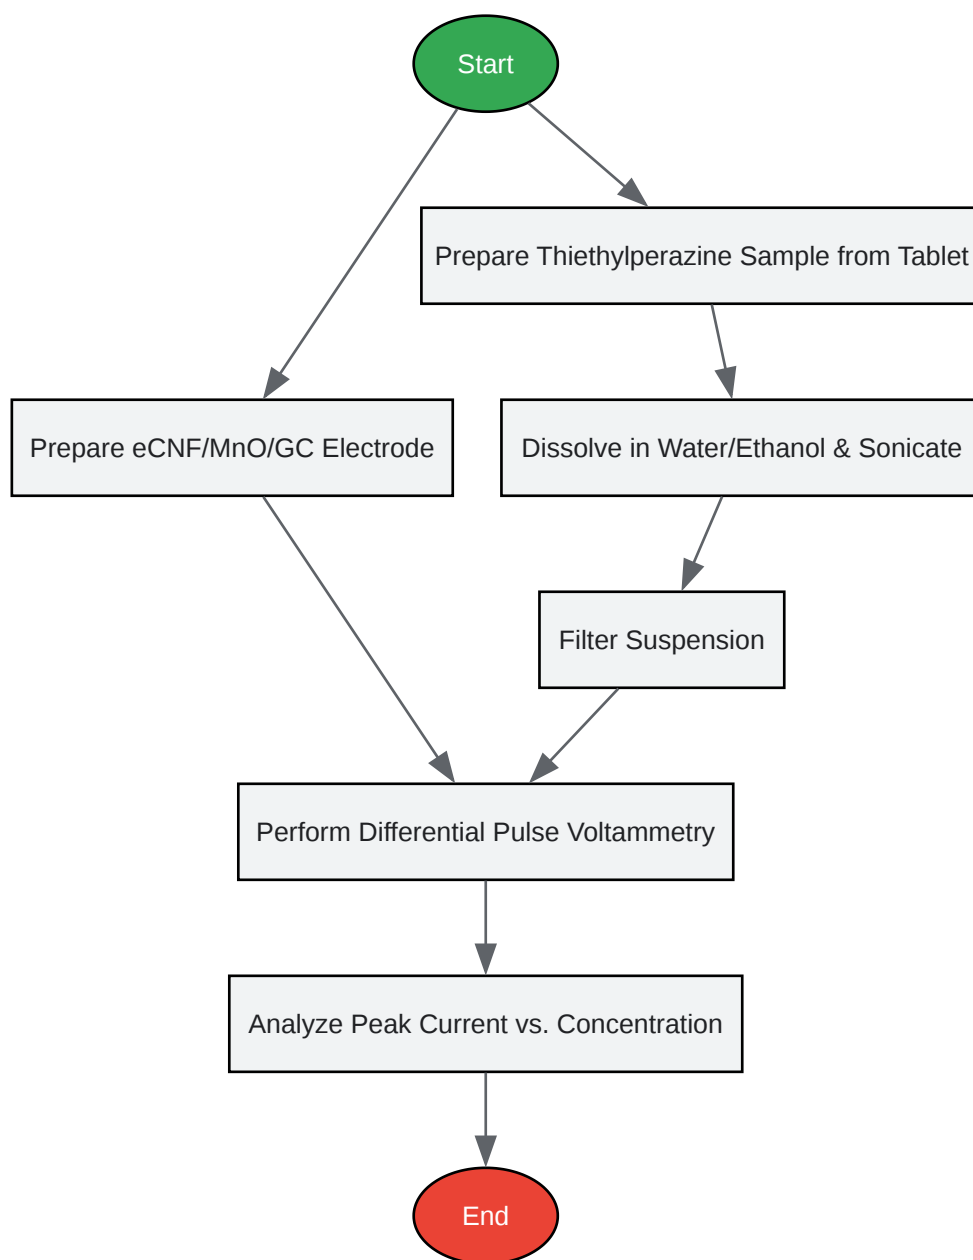 Start
Prepare Thiethylperazine Sample from Tablet
Prepare eCNF/MnO/GC Electrode
Dissolve in Water/Ethanol & Sonicate
Filter Suspension
Perform Differential Pulse Voltammetry
Analyze Peak Current vs. Concentration
End